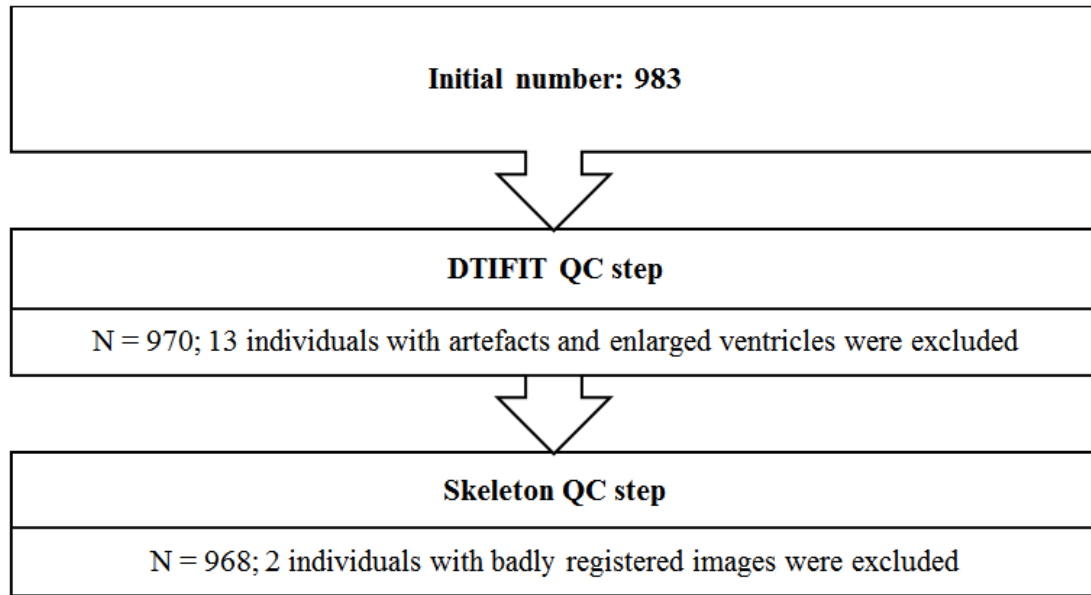 Initial number: 983
DTIFIT QC step
N = 970; 13 individuals with artefacts and enlarged ventricles were excluded
Skeleton QC step
N = 968; 2 individuals with badly registered images were excluded